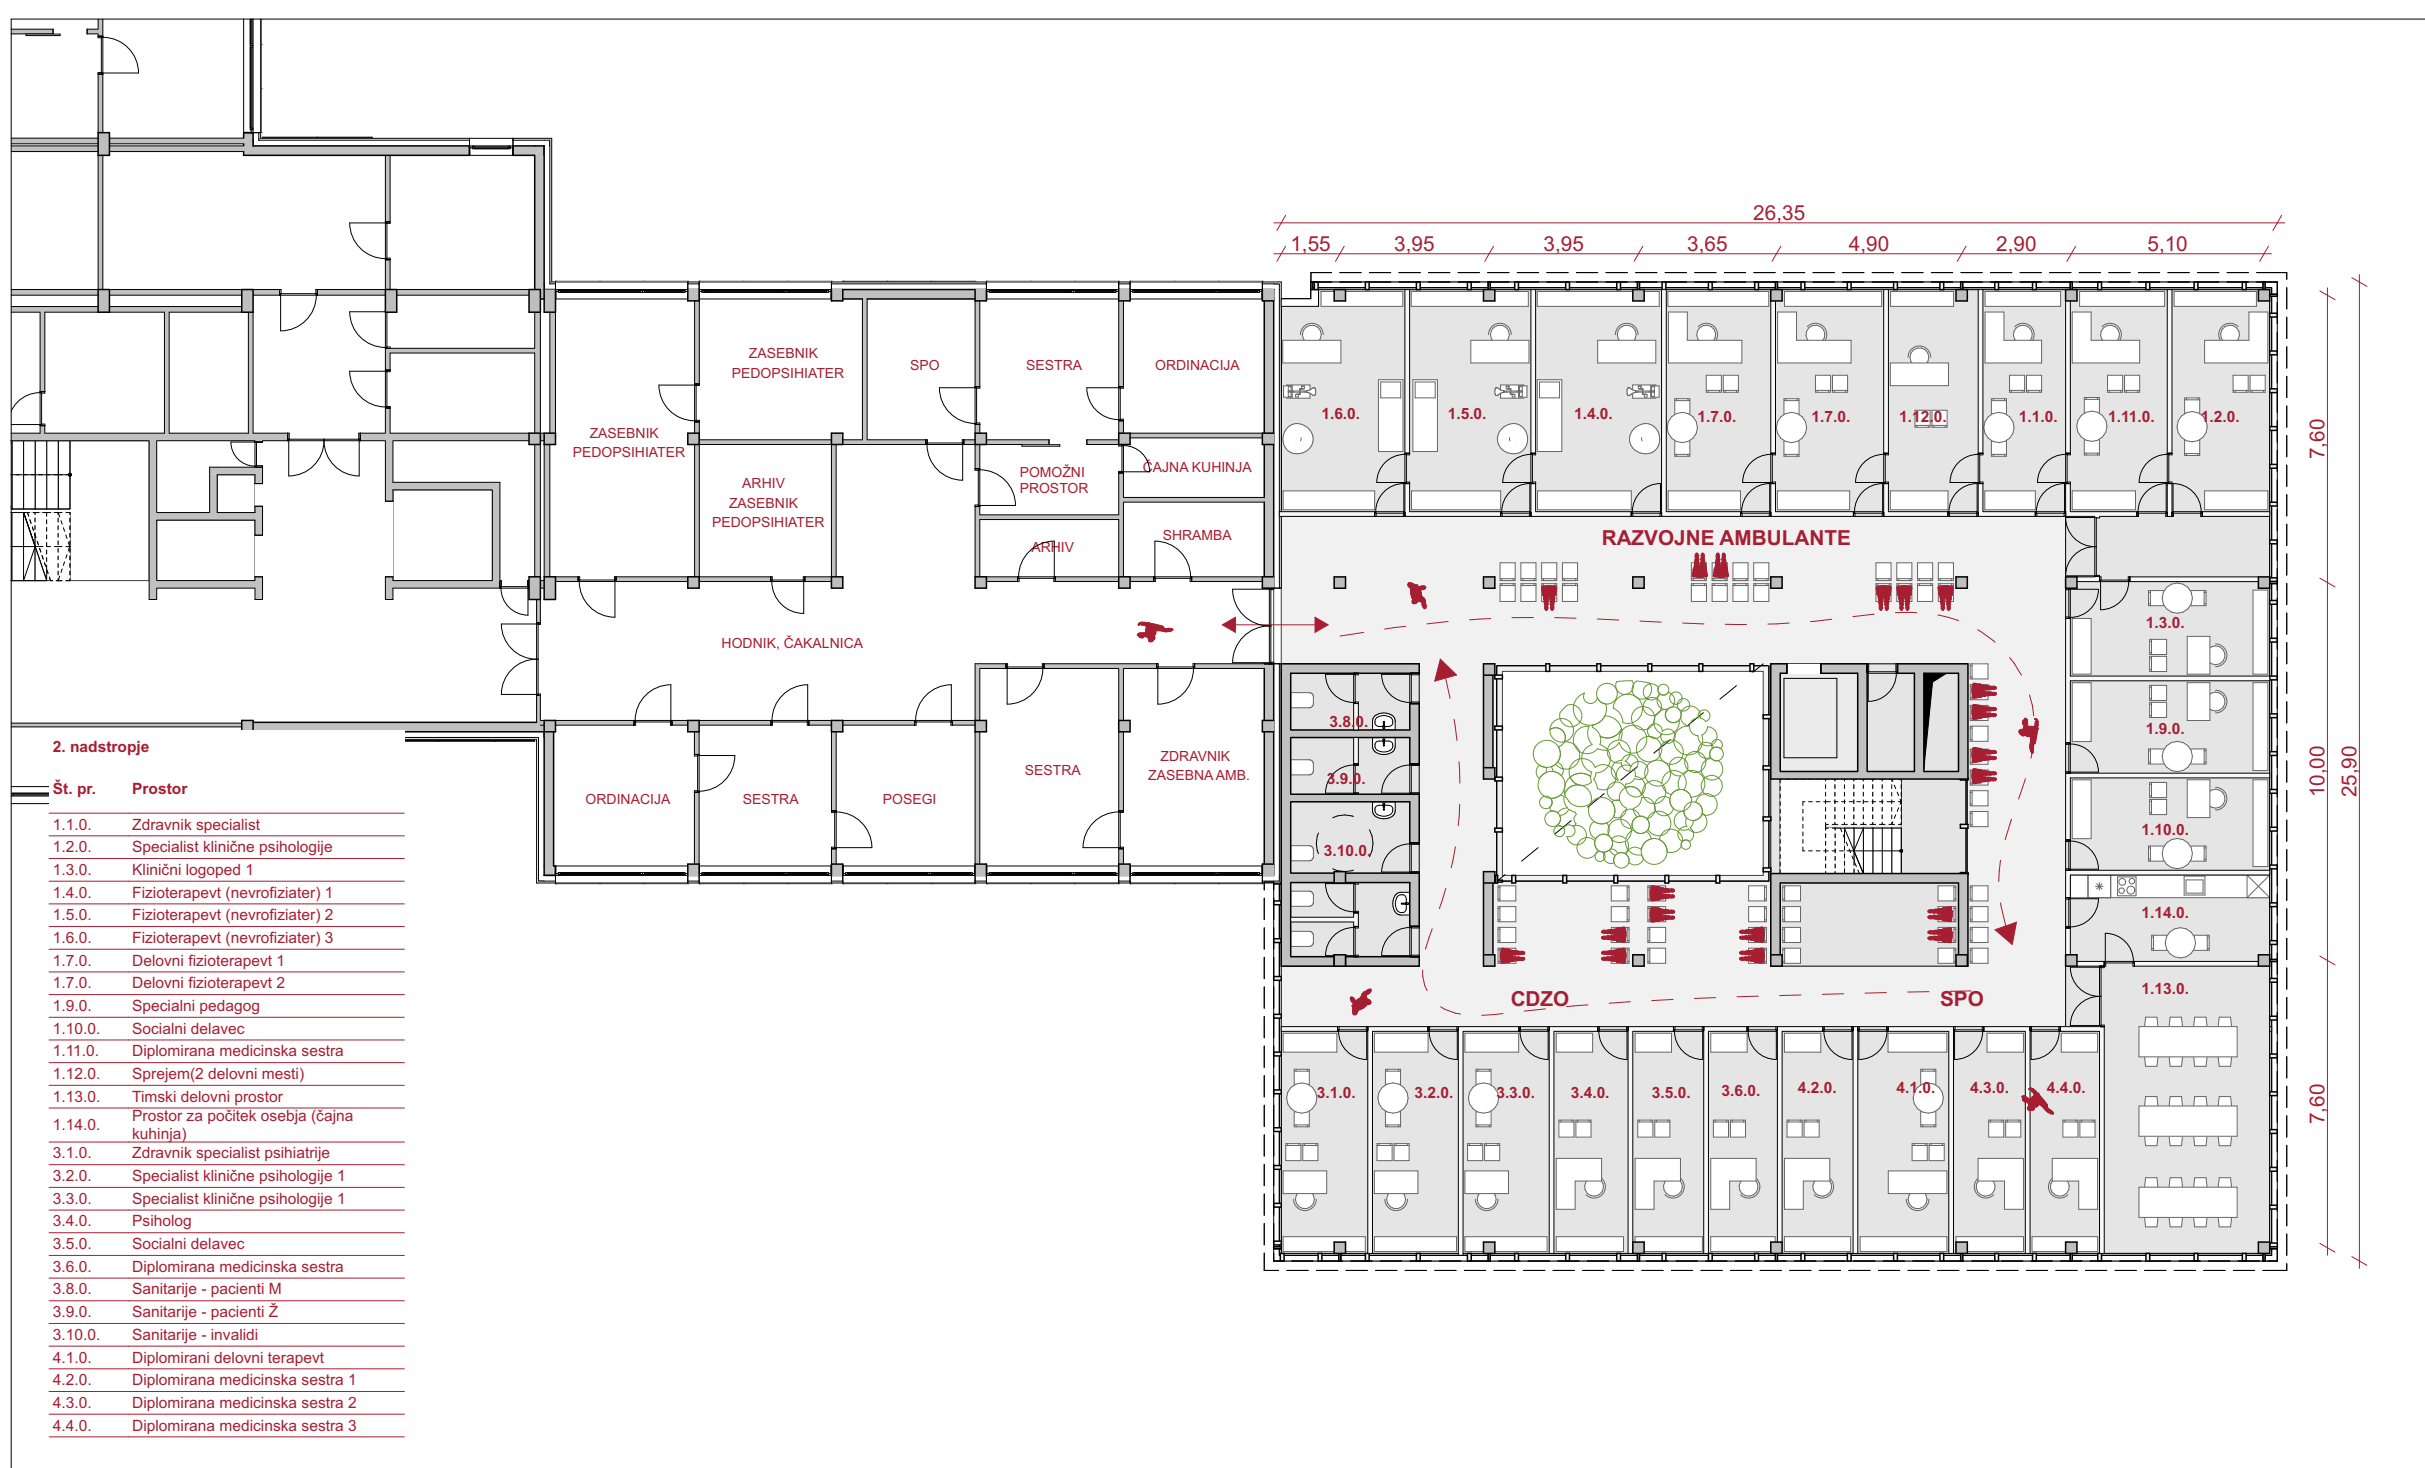 26,35
1,55 3,95 3,95 3,65 4,90 2,90 5,10
ZASEBNIK
PEDOPSIHIATER
SPO
SESTRA
ORDINACIJA
ZASEBNIK
PEDOPSIHIATER
ARHIV
ZASEBNIK
PEDOPSIHIATER
POMOŽNI
PROSTOR
ČAJNA KUHINJA
ARHIV
SHRAMBA
HODNIK, ČAKALNICA
ORDINACIJA
SESTRA
POSEGI
SESTRA
ZDRAVNIK
ZASEBNA AMB.
1.6.0. 1.5.0. 1.4.0. 1.7.0. 1.7.0. 1.12.0. 1.1.0. 1.11.0. 1.2.0.
RAZVOJNE AMBULANTE
1.3.0.
1.9.0.
1.10.0.
1.14.0.
1.13.0.
3.8.0.
3.9.0.
3.10.0.
CDZO
SPO
3.1.0. 3.2.0. 3.3.0. 3.4.0. 3.5.0. 3.6.0. 4.2.0. 4.1.0. 4.3.0. 4.4.0.
7,60
10,00
7,60
25,90
2. nadstropje
Št. pr. Prostor
1.1.0. Zdravnik specialist
1.2.0. Specialist klinične psihologije
1.3.0. Klinični logoped 1
1.4.0. Fizioterapevt (nevrofiziater) 1
1.5.0. Fizioterapevt (nevrofiziater) 2
1.6.0. Fizioterapevt (nevrofiziater) 3
1.7.0. Delovni fizioterapevt 1
1.7.0. Delovni fizioterapevt 2
1.9.0. Specialni pedagog
1.10.0. Socialni delavec
1.11.0. Diplomirana medicinska sestra
1.12.0. Sprejem(2 delovni mesti)
1.13.0. Timski delovni prostor
1.14.0. Prostor za počitek osebja (čajna
kuhinja)
3.1.0. Zdravnik specialist psihiatrije
3.2.0. Specialist klinične psihologije 1
3.3.0. Specialist klinične psihologije 1
3.4.0. Psiholog
3.5.0. Socialni delavec
3.6.0. Diplomirana medicinska sestra
3.8.0. Sanitarije - pacienti M
3.9.0. Sanitarije - pacienti Ž
3.10.0. Sanitarije - invalidi
4.1.0. Diplomirani delovni terapevt
4.2.0. Diplomirana medicinska sestra 1
4.3.0. Diplomirana medicinska sestra 2
4.4.0. Diplomirana medicinska sestra 3